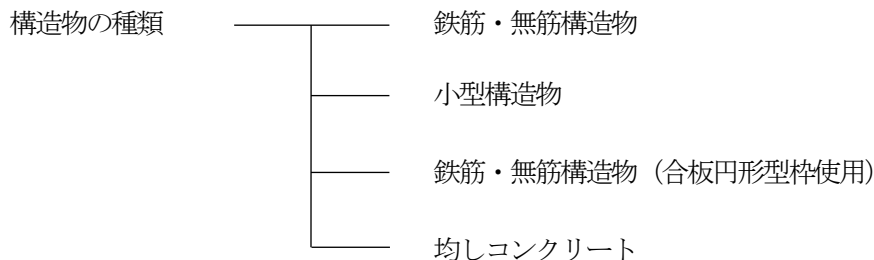 構造物の種類
鉄筋・無筋構造物
小型構造物
鉄筋・無筋構造物（合板円形型枠使用）
均しコンクリート